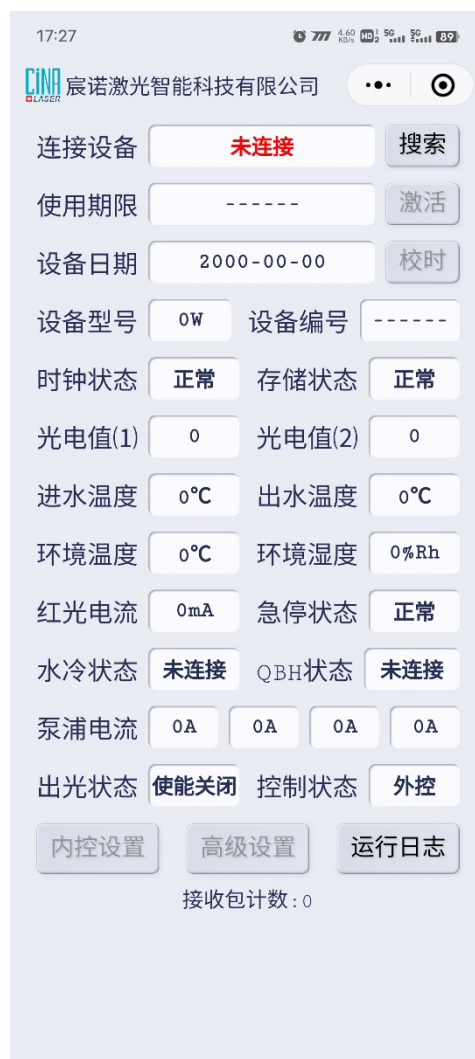 17:27 777 4.60 KB/s HD 1 2 5G 5G 89
CINA LASER 宸诺激光智能科技有限公司
连接设备 未连接 搜索
使用期限 ------ 激活
设备日期 2000-00-00 校时
设备型号 0W 设备编号 ------
时钟状态 正常 存储状态 正常
光电值(1) 0 光电值(2) 0
进水温度 0℃ 出水温度 0℃
环境温度 0℃ 环境湿度 0%Rh
红光电流 0mA 急停状态 正常
水冷状态 未连接 QBH状态 未连接
泵浦电流 0A 0A 0A 0A
出光状态 使能关闭 控制状态 外控
内控设置 高级设置 运行日志
接收包计数:0